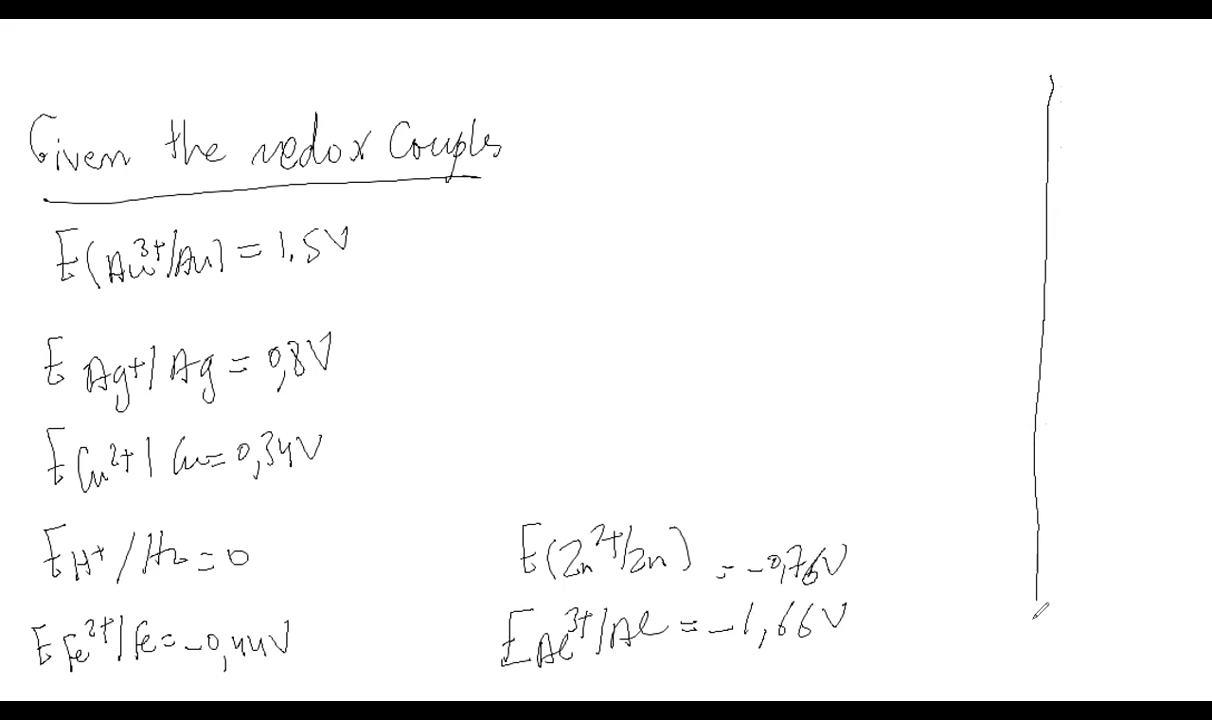 Given the redox Couples
E(Au³⁺/Au) = 1.5V
E Ag⁺/Ag = 0,8V
E Cu²⁺/Cu = 0,34V
E H⁺/H₂ = 0
E Fe²⁺/Fe = -0,44V
E(Zn²⁺/Zn) = -0,76V
E Al³⁺/Al = -1,66V